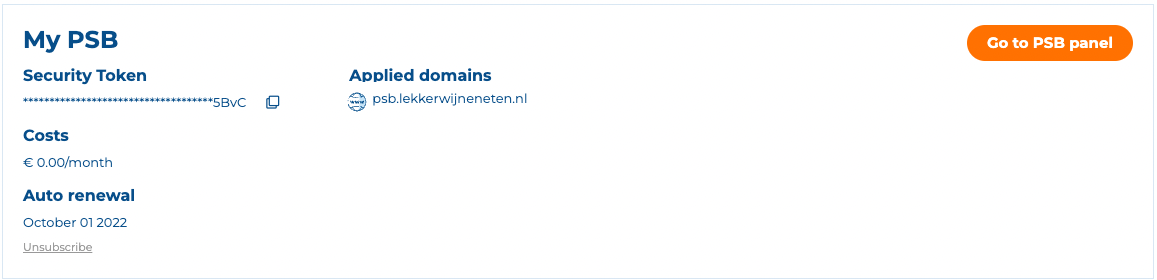 My PSB
Go to PSB panel
Security Token
************************************5BvC
Applied domains
psb.lekkerwijneneten.nl
Costs
€ 0.00/month
Auto renewal
October 01 2022
Unsubscribe